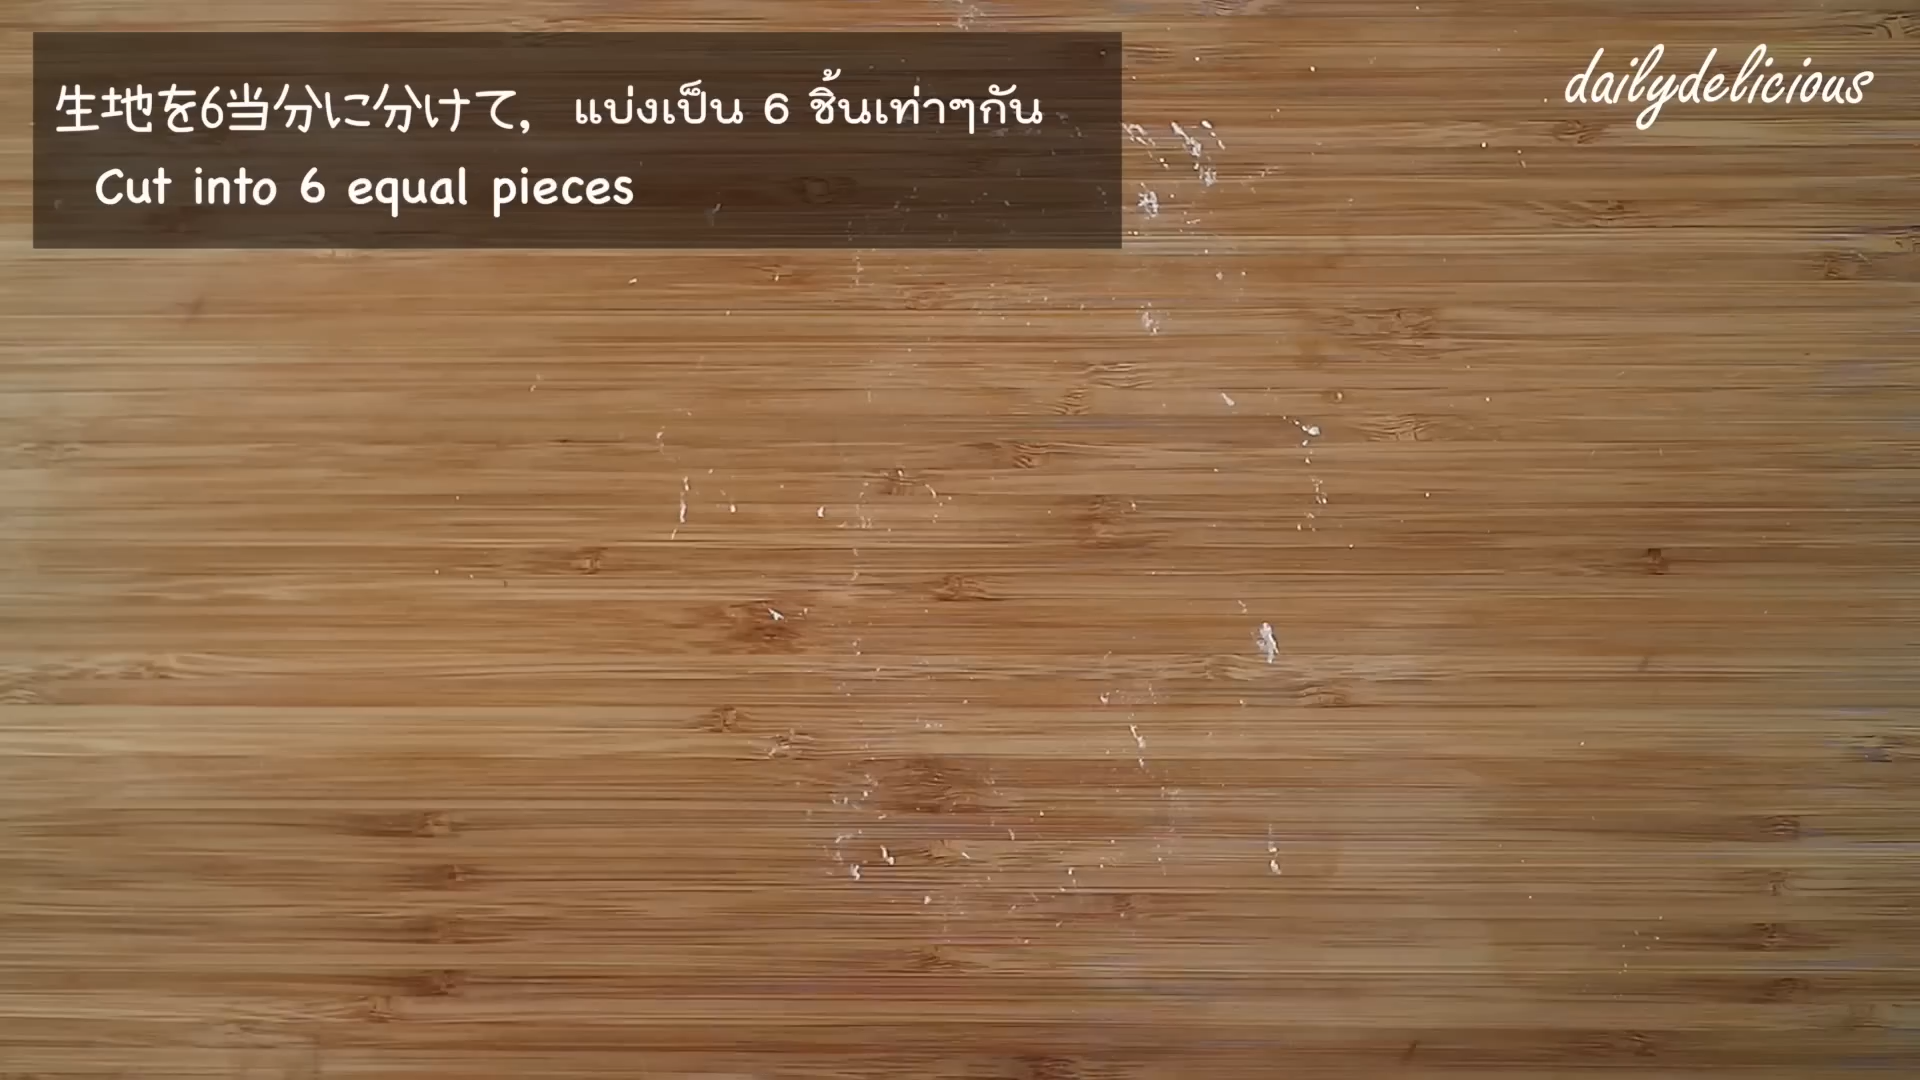 生地を6当分に分けて, แบ่งเป็น 6 ชิ้นเท่าๆกัน
Cut into 6 equal pieces
dailydelicious